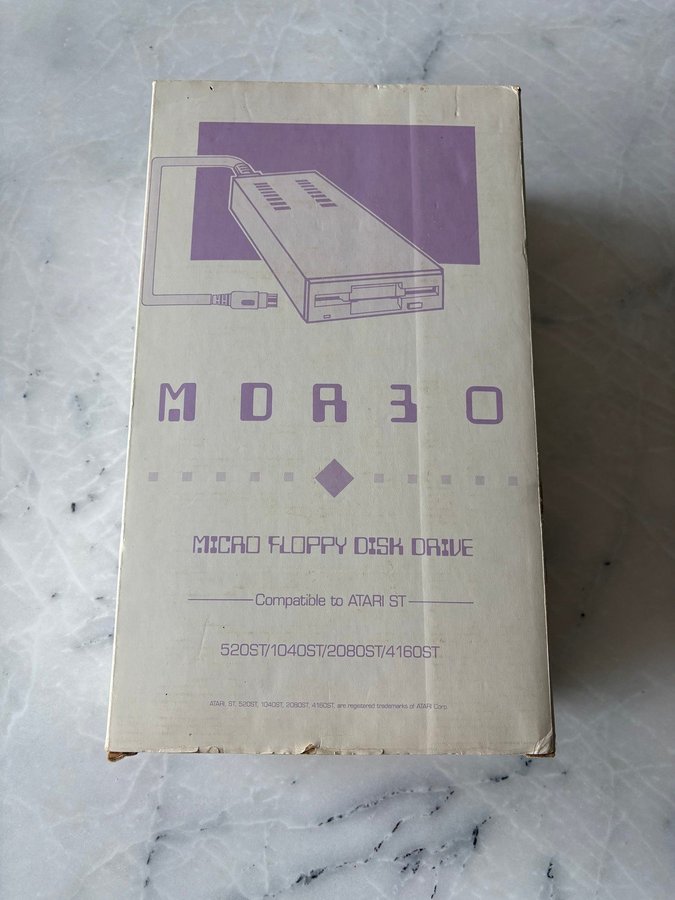 MDA30
MICRO FLOPPY DISK DRIVE
Compatible to ATARI ST
520ST/1040ST/2080ST/4160ST
ATARI, ST, 520ST, 1040ST, 2080ST, 4160ST, are registered trademarks of ATARI Corp.